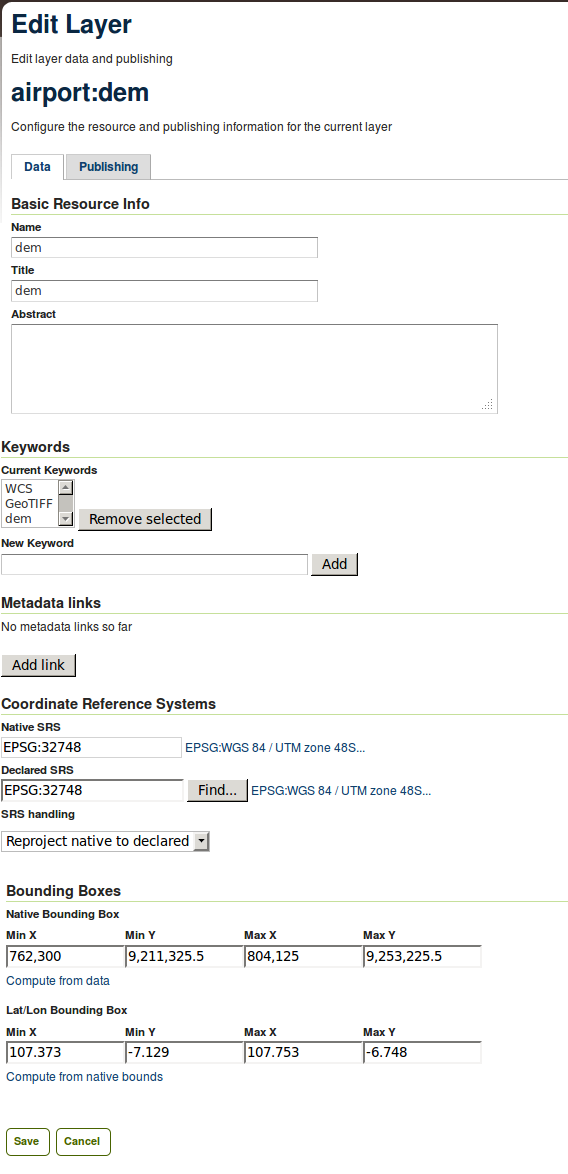 Edit Layer
Edit layer data and publishing
airport:dem
Configure the resource and publishing information for the current layer
Data Publishing
Basic Resource Info
Name
dem
Title
dem
Abstract
Keywords
Current Keywords
WCS
GeoTIFF
dem
Remove selected
New Keyword
Add
Metadata links
No metadata links so far
Add link
Coordinate Reference Systems
Native SRS
EPSG:32748 EPSG:WGS 84 / UTM zone 48S...
Declared SRS
EPSG:32748 Find... EPSG:WGS 84 / UTM zone 48S...
SRS handling
Reproject native to declared
Bounding Boxes
Native Bounding Box
Min X Min Y Max X Max Y
762,300 9,211,325.5 804,125 9,253,225.5
Compute from data
Lat/Lon Bounding Box
Min X Min Y Max X Max Y
107.373 -7.129 107.753 -6.748
Compute from native bounds
Save Cancel